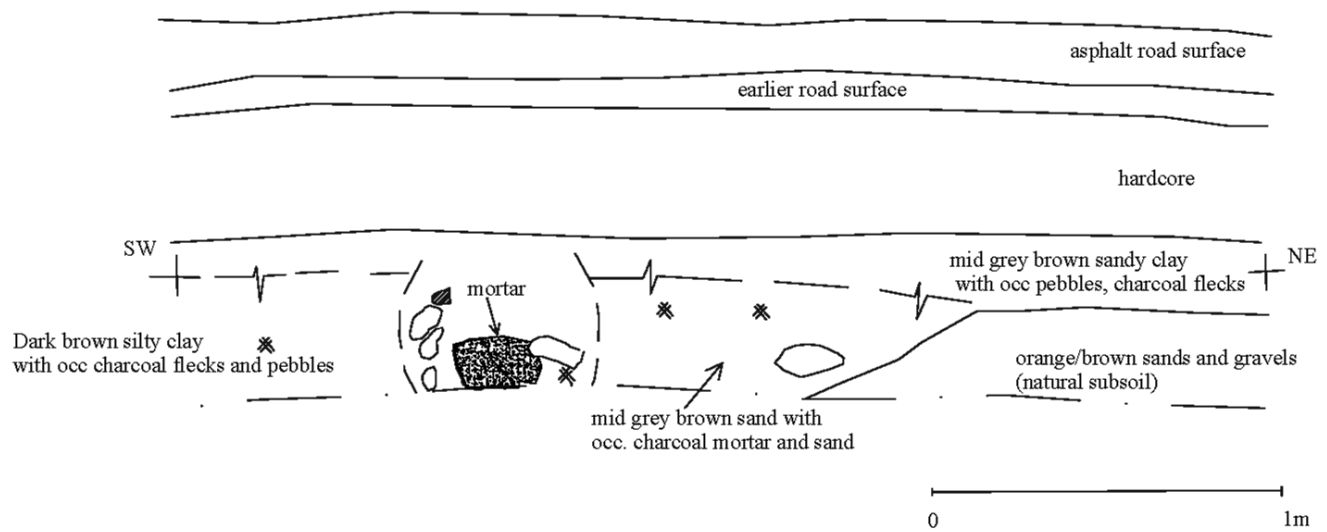 asphalt road surface
earlier road surface
hardcore
SW
NE
mid grey brown sandy clay
with occ pebbles, charcoal flecks
mortar
Dark brown silty clay
with occ charcoal flecks and pebbles
orange/brown sands and gravels
(natural subsoil)
mid grey brown sand with
occ. charcoal mortar and sand
0
1m